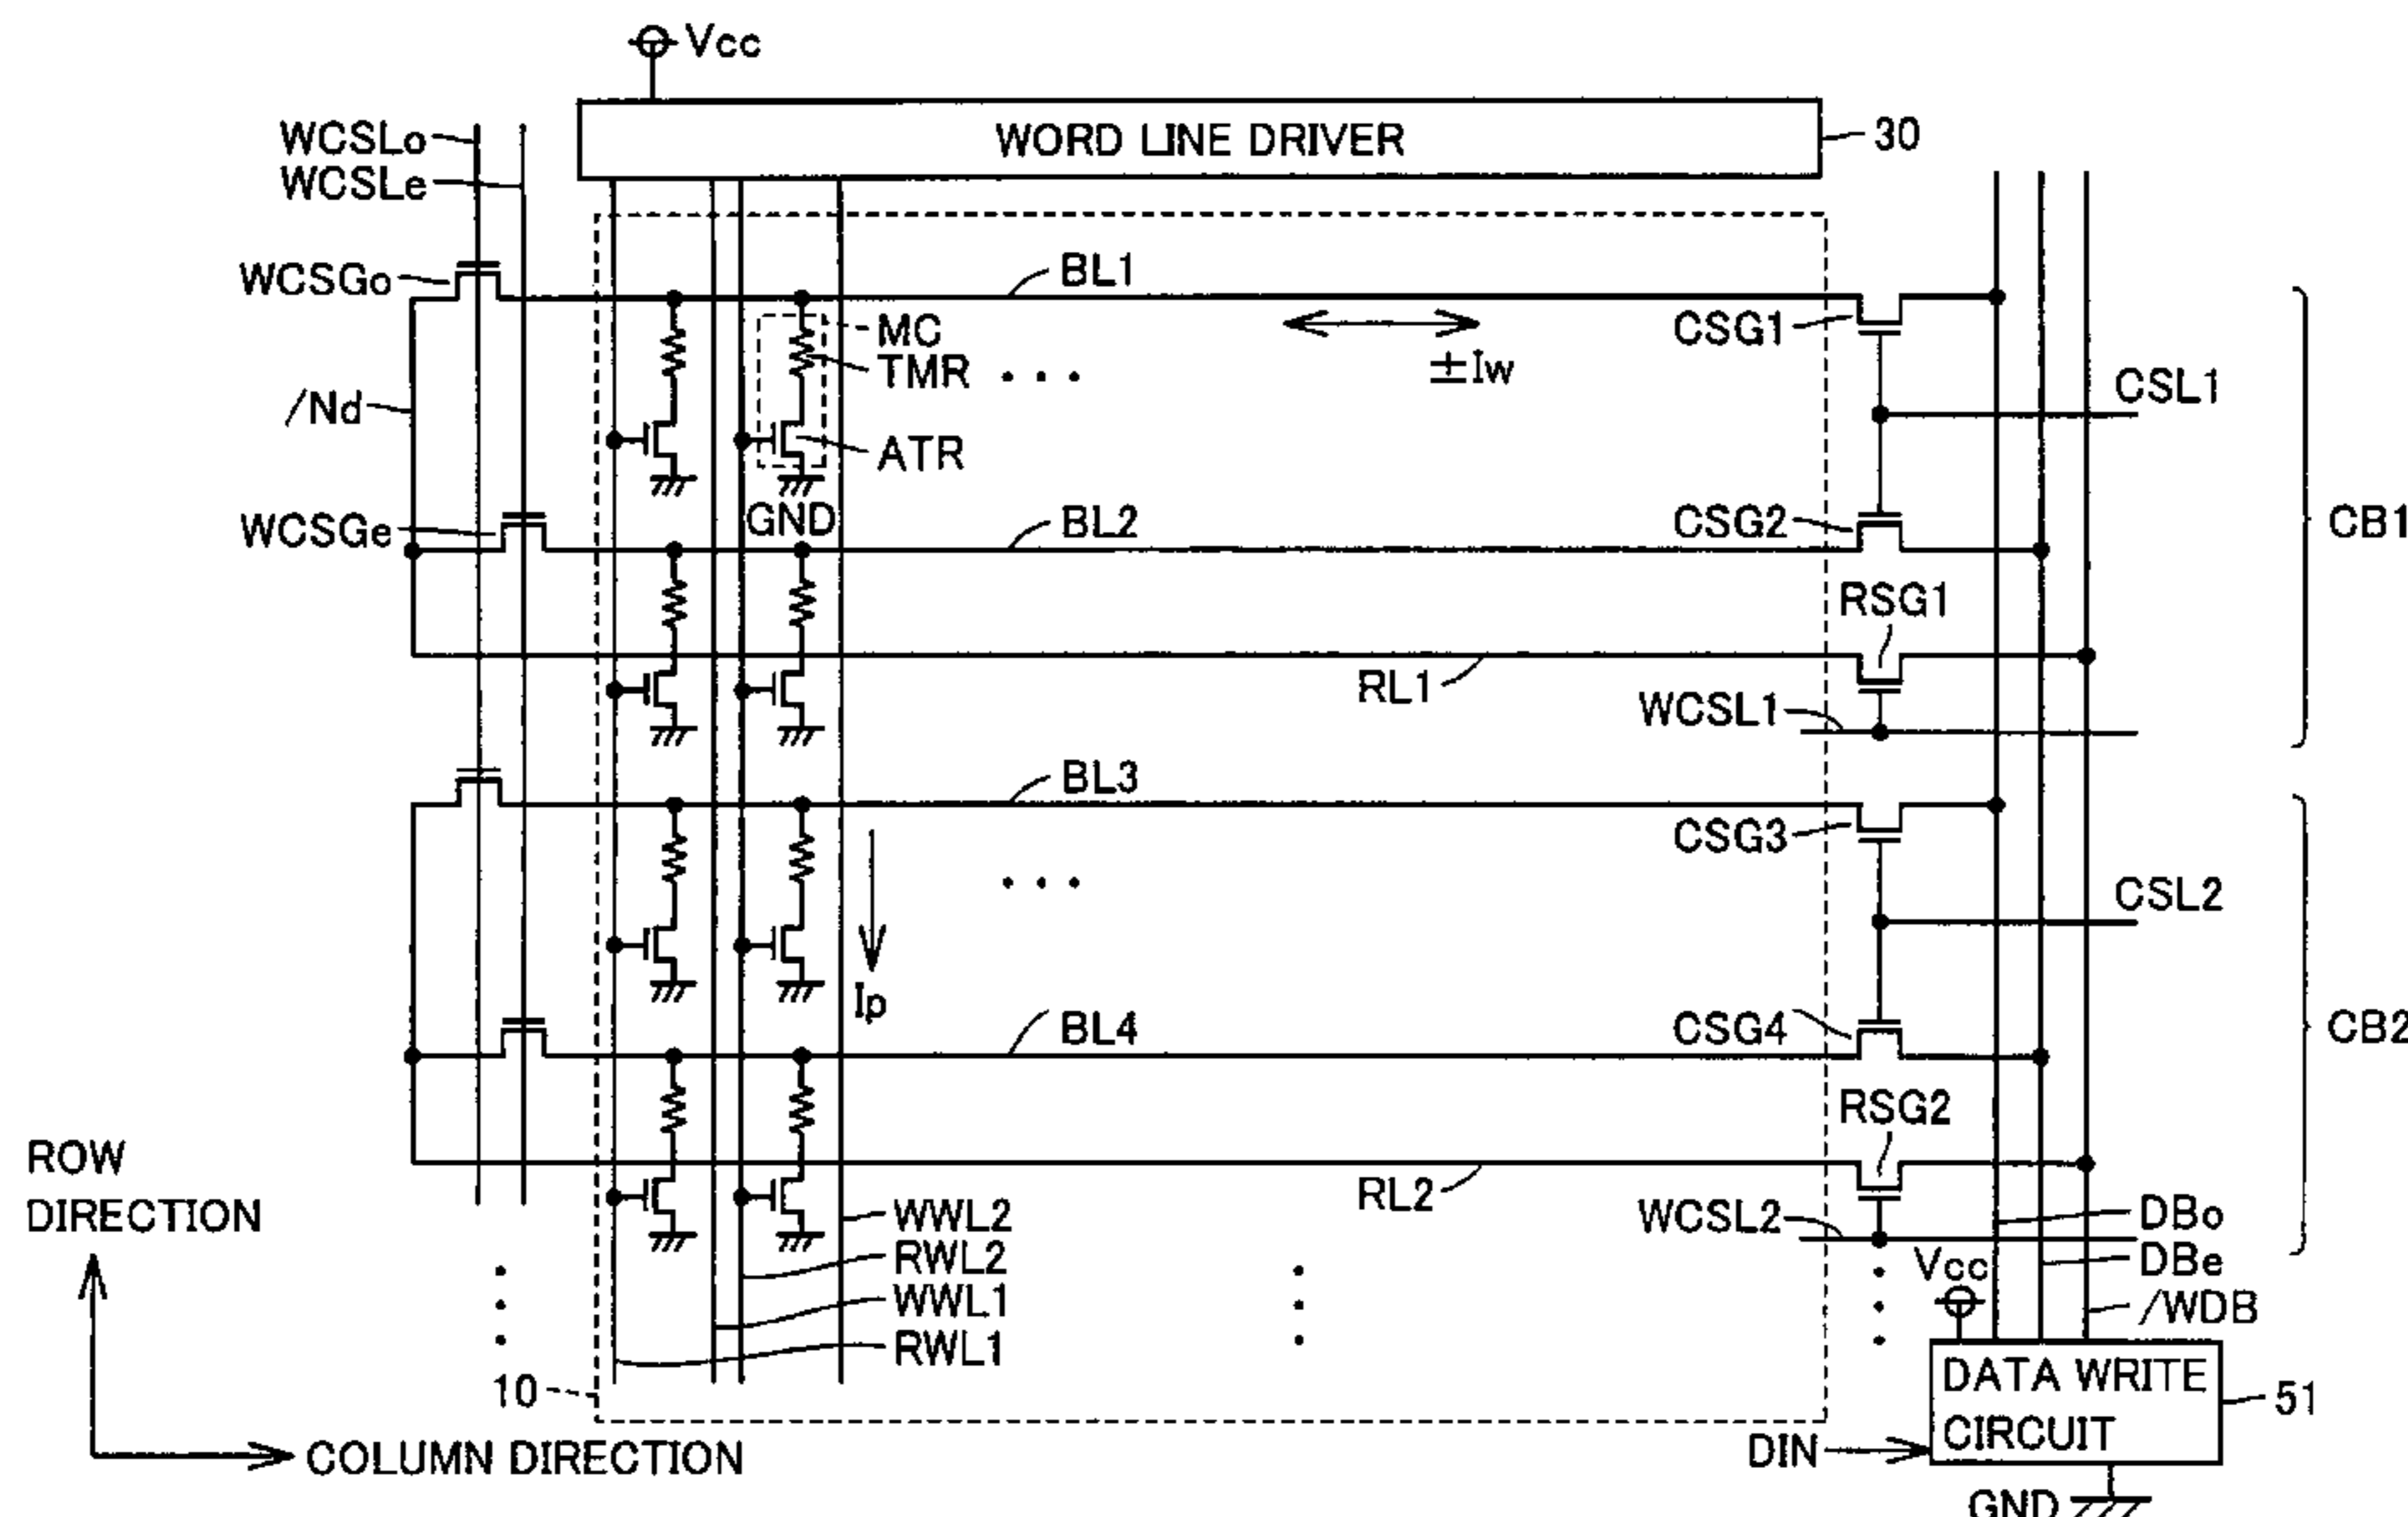 Vcc
WORD LINE DRIVER
30
WCSLo
WCSLe
WCSGo
BL1
CSG1
MC
TMR
• • •
±Iw
CSL1
/Nd
ATR
WCSGe
GND
BL2
CSG2
CB1
RSG1
RL1
WCSL1
BL3
CSG3
• • •
CSL2
Ip
BL4
CSG4
CB2
RSG2
ROW
DIRECTION
RL2
WCSL2
WWL2
DBo
RWL2
Vcc
DBe
WWL1
/WDB
RWL1
10
DATA WRITE
CIRCUIT
51
COLUMN DIRECTION
DIN
GND